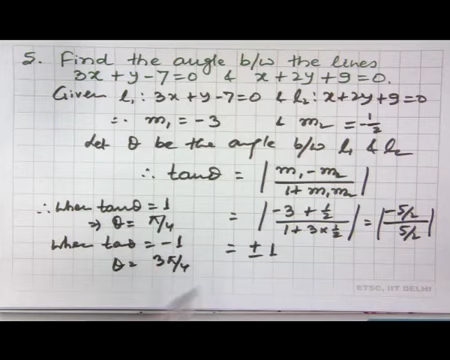 5. Find the angle b/w the lines
3x + y - 7 = 0 & x + 2y + 9 = 0.
Given l₁ : 3x + y - 7 = 0 & l₂ : x + 2y + 9 = 0
∴ m₁ = -3 & m₂ = -1/2
Let θ be the angle b/w l₁ & l₂
∴ tanθ = |(m₁ - m₂)/(1 + m₁m₂)|
= |(-3 + 1/2)/(1 + 3 × 1/2)| = |(-5/2)/(5/2)|
= ± 1
∴ When tanθ = 1
⇒ θ = π/4
When tanθ = -1
θ = 3π/4
ETSC, IIT DELHI